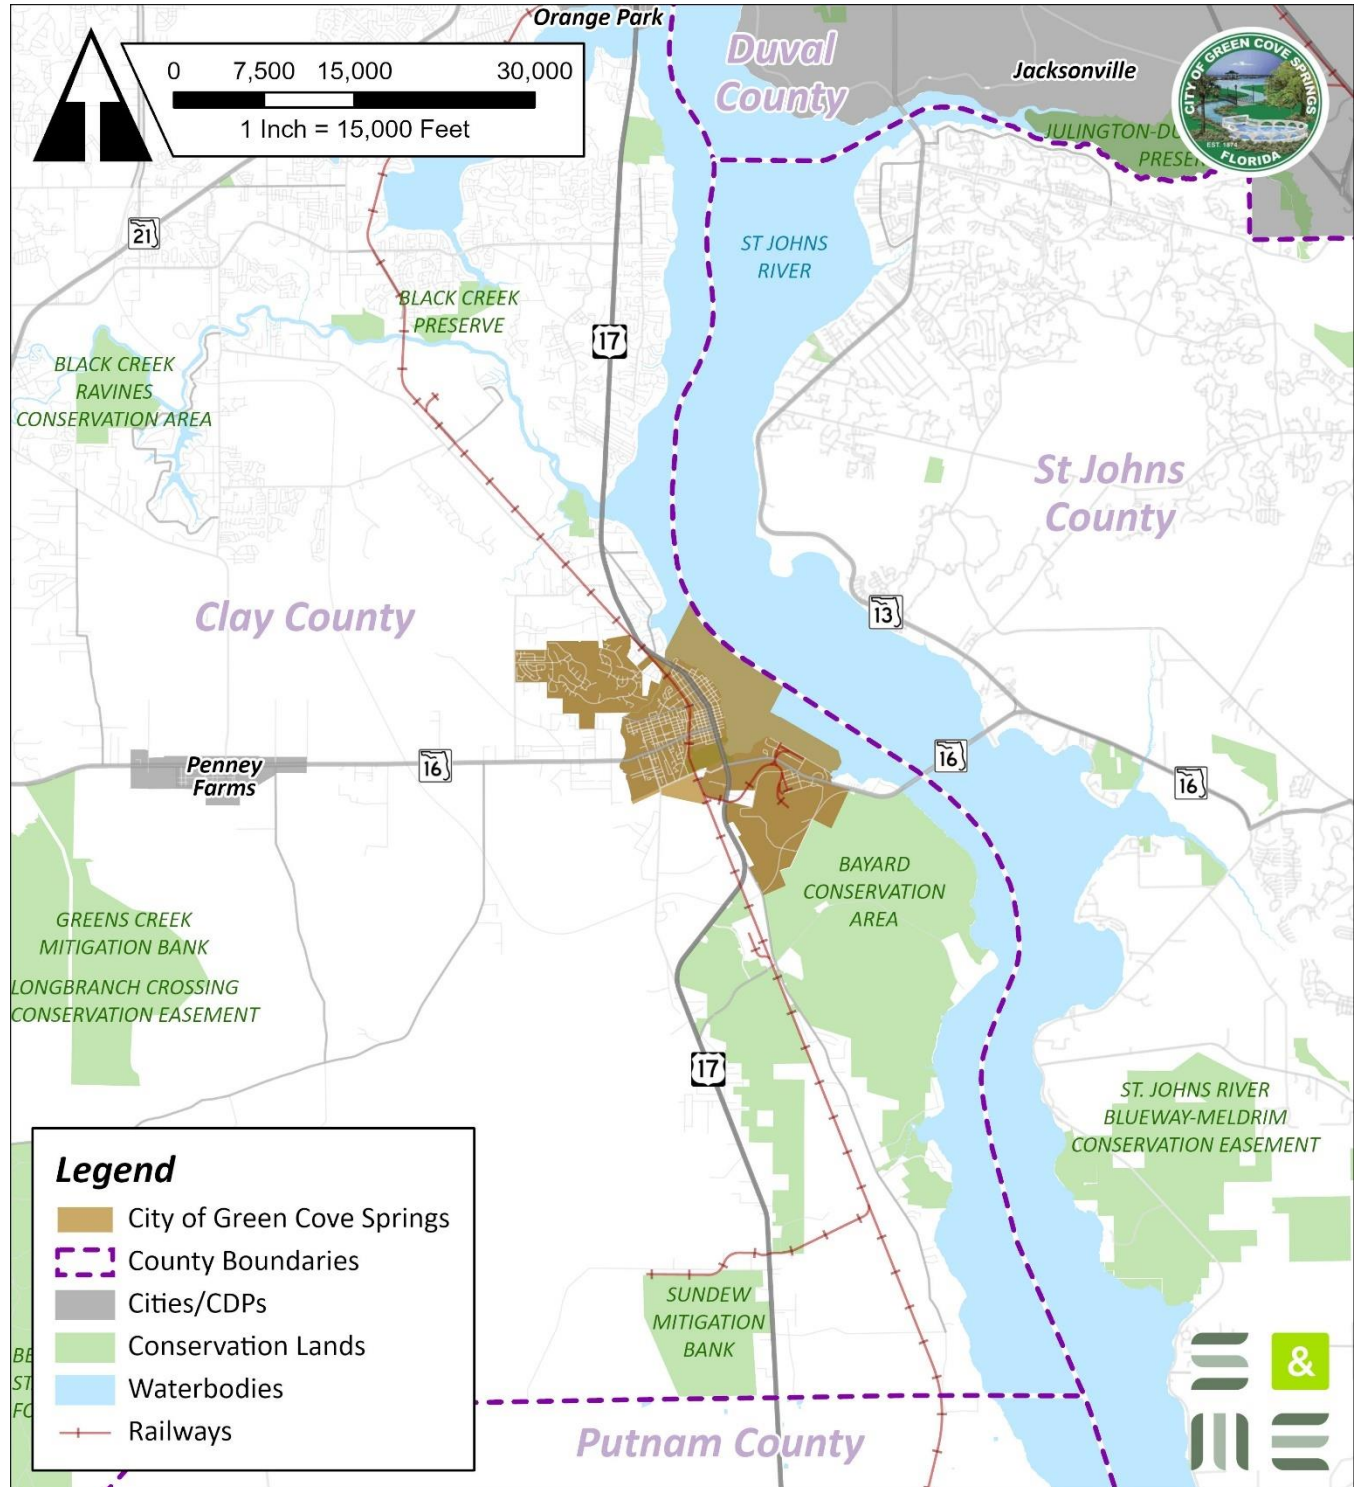 Orange Park
Duval
County
Jacksonville
CITY OF GREEN COVE SPRINGS
EST. 1874
FLORIDA
0 7,500 15,000 30,000
1 Inch = 15,000 Feet
21
ST JOHNS
RIVER
BLACK CREEK
PRESERVE
17
BLACK CREEK
RAVINES
CONSERVATION AREA
St Johns
County
Clay County
13
16
Penney
Farms
16
16
BAYARD
CONSERVATION
AREA
GREENS CREEK
MITIGATION BANK
LONGBRANCH CROSSING
CONSERVATION EASEMENT
17
ST. JOHNS RIVER
BLUEWAY-MELDRIM
CONSERVATION EASEMENT
SUNDEW
MITIGATION
BANK
Putnam County
Legend
City of Green Cove Springs
County Boundaries
Cities/CDPs
Conservation Lands
Waterbodies
Railways
&